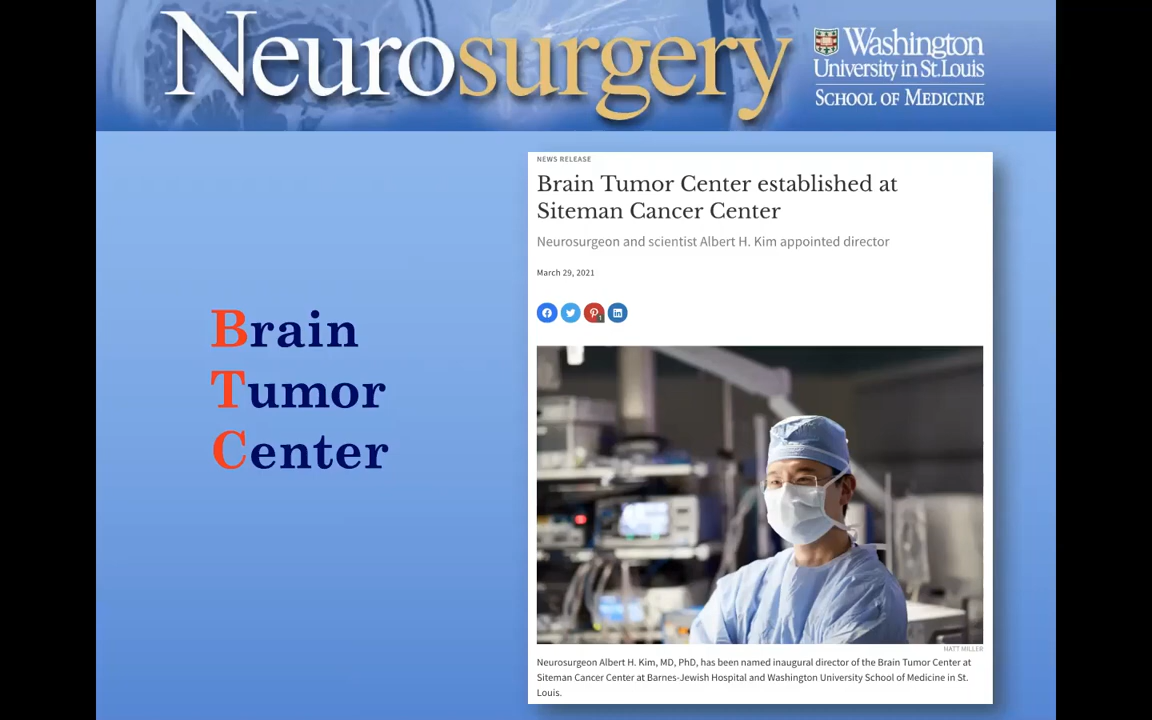 Neurosurgery
Washington
University in St. Louis
SCHOOL OF MEDICINE
Brain
Tumor
Center
NEWS RELEASE
Brain Tumor Center established at
Siteman Cancer Center
Neurosurgeon and scientist Albert H. Kim appointed director
March 29, 2021
1
MATT MILLER
Neurosurgeon Albert H. Kim, MD, PhD, has been named inaugural director of the Brain Tumor Center at
Siteman Cancer Center at Barnes-Jewish Hospital and Washington University School of Medicine in St.
Louis.